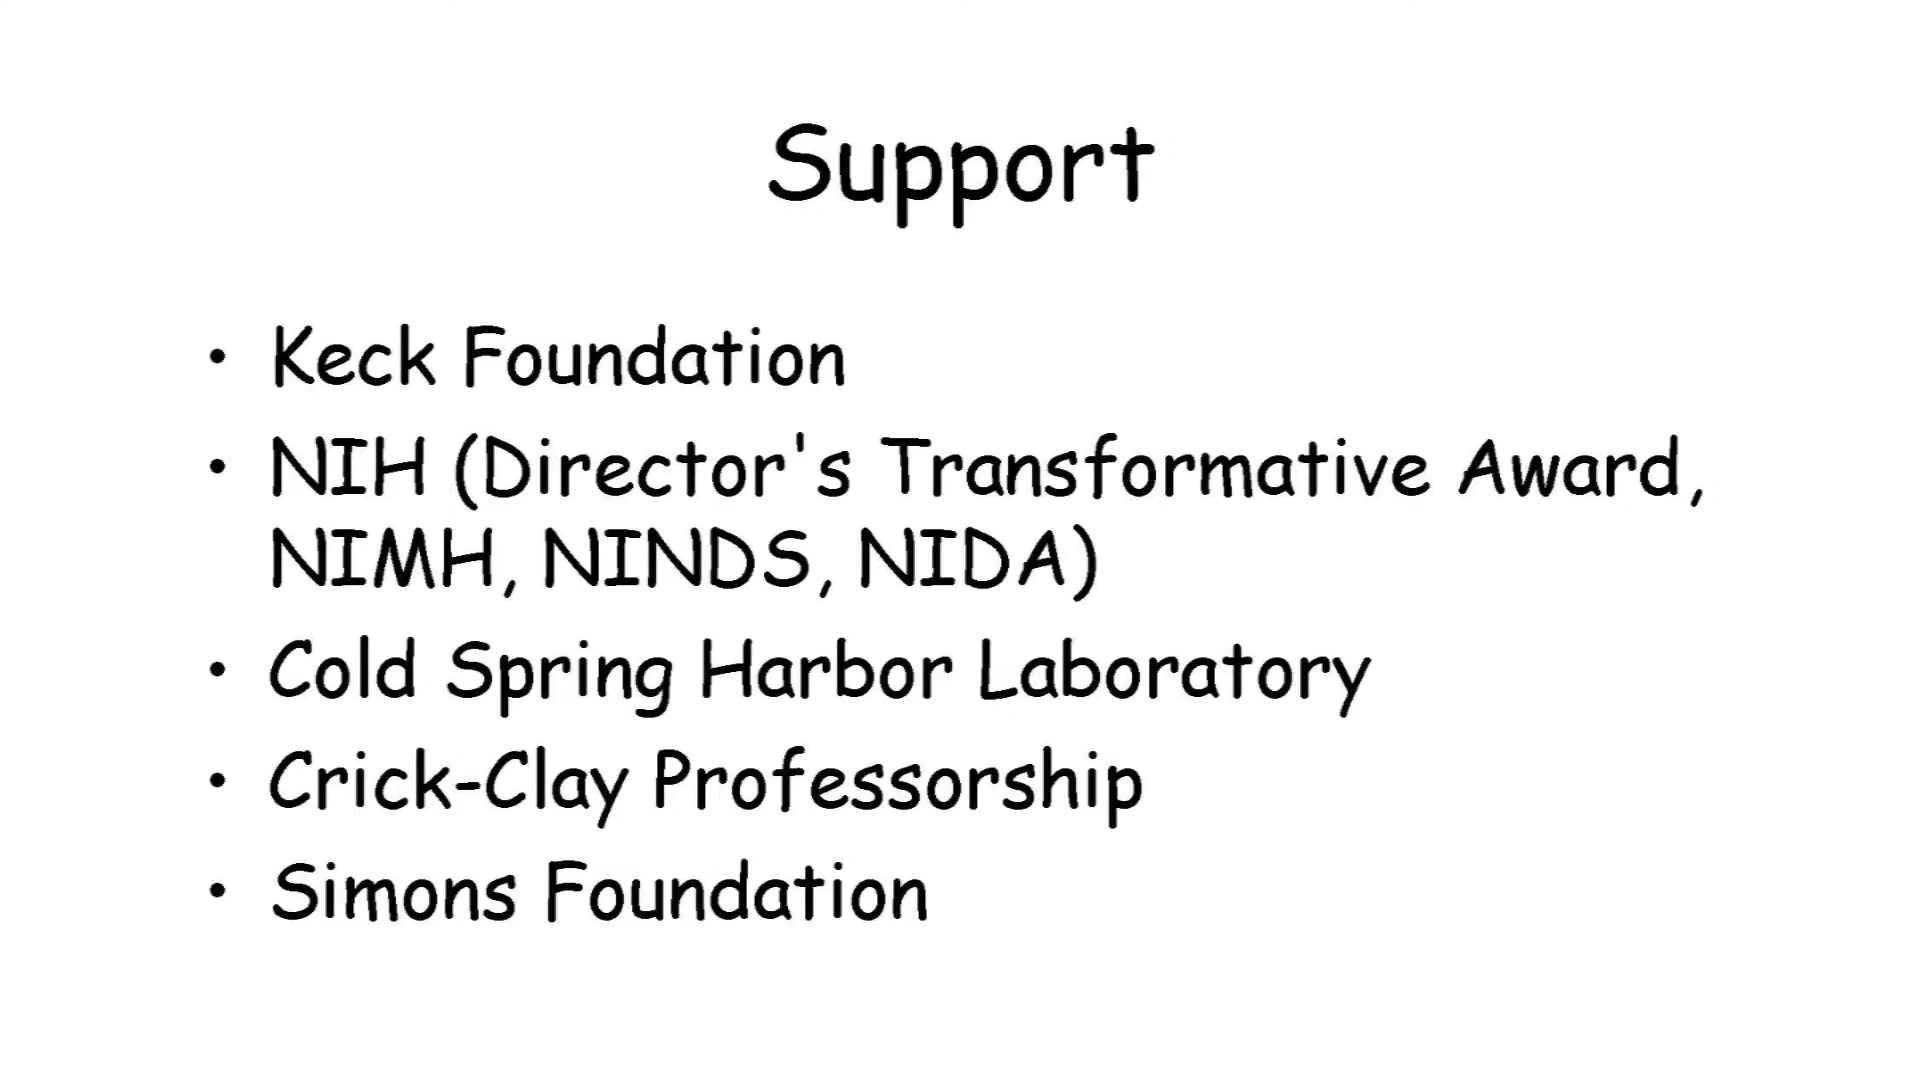 Support
• Keck Foundation
• NIH (Director's Transformative Award,
NIMH, NINDS, NIDA)
• Cold Spring Harbor Laboratory
• Crick-Clay Professorship
• Simons Foundation